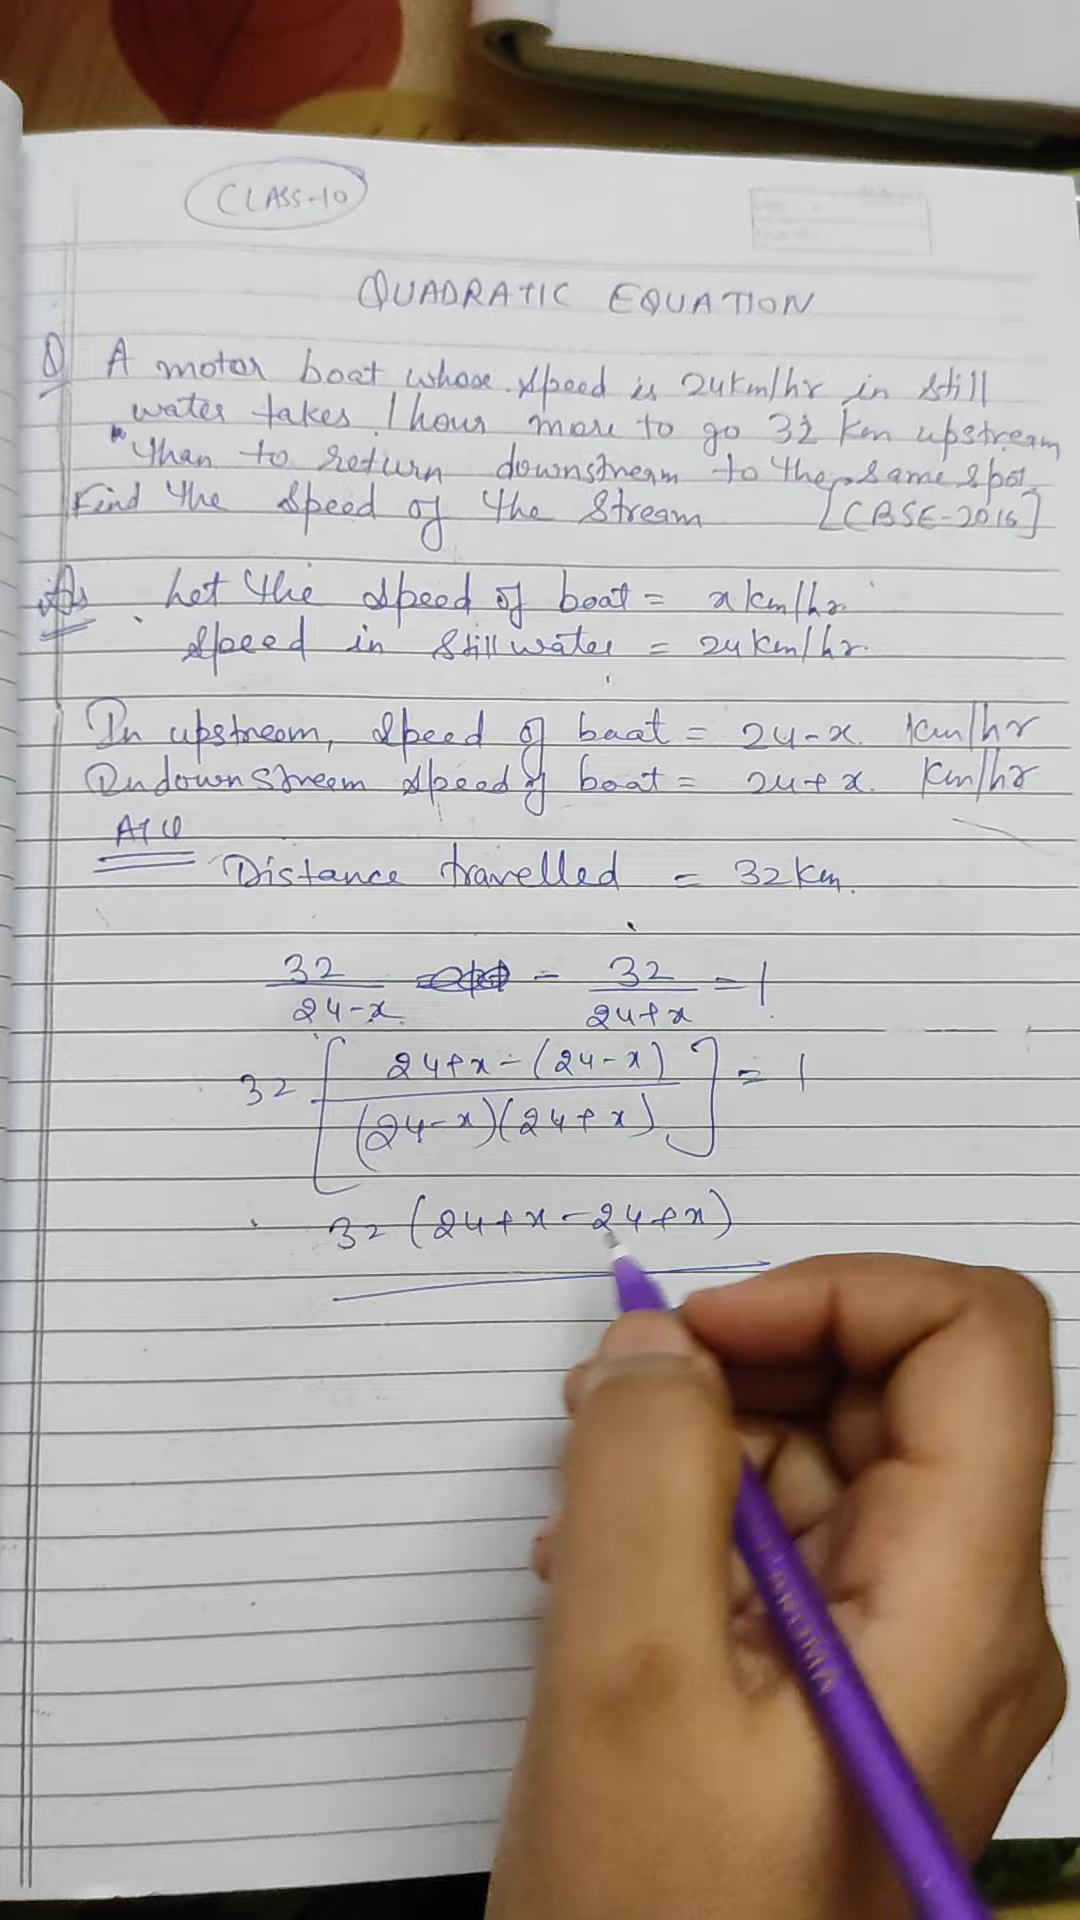 CLASS-10
QUADRATIC EQUATION
Q A motor boat whose speed is 24km/hr in still
water takes 1 hour more to go 32 km upstream
than to return downstream to the same spot.
Find the speed of the stream [CBSE-2016]
Ans Let the speed of boat = x km/hr.
Speed in still water = 24 km/hr.
In upstream, speed of boat = 24-x km/hr
In downstream speed of boat = 24+x. km/hr
ATQ
Distance travelled = 32 km.
32/24-x - 32/24+x = 1
32 [24+x-(24-x)/(24-x)(24+x)] = 1
32 (24+x-24+x)